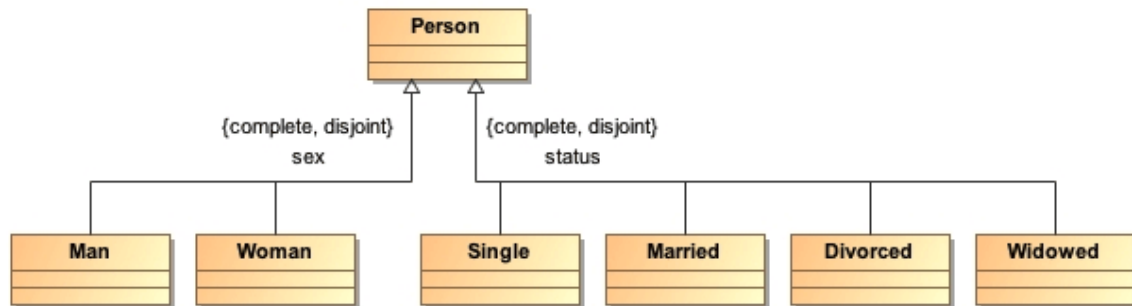 Person
{complete, disjoint}
sex
{complete, disjoint}
status
Man
Woman
Single
Married
Divorced
Widowed